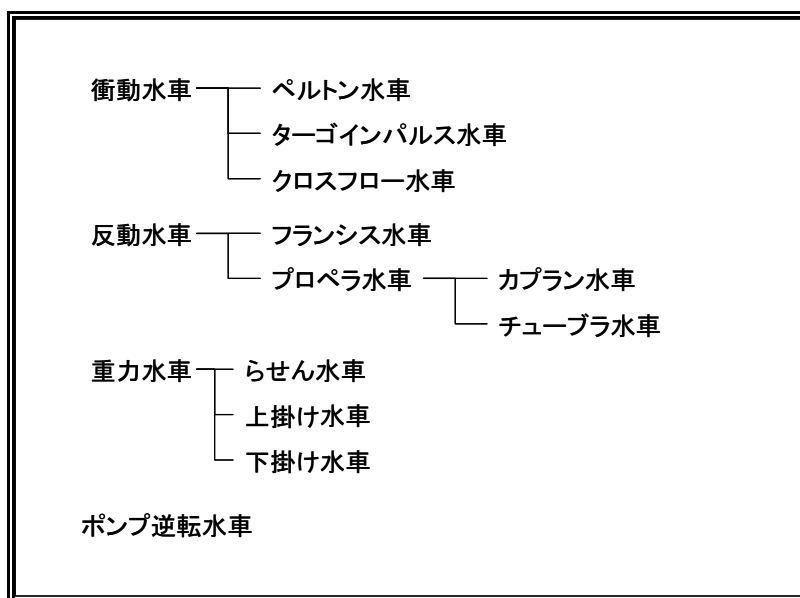 衝動水車 ペルトン水車
ターゴインパルス水車
クロスフロー水車
反動水車 フランシス水車
プロペラ水車 カプラン水車
チューブラ水車
重力水車 らせん水車
上掛け水車
下掛け水車
ポンプ逆転水車